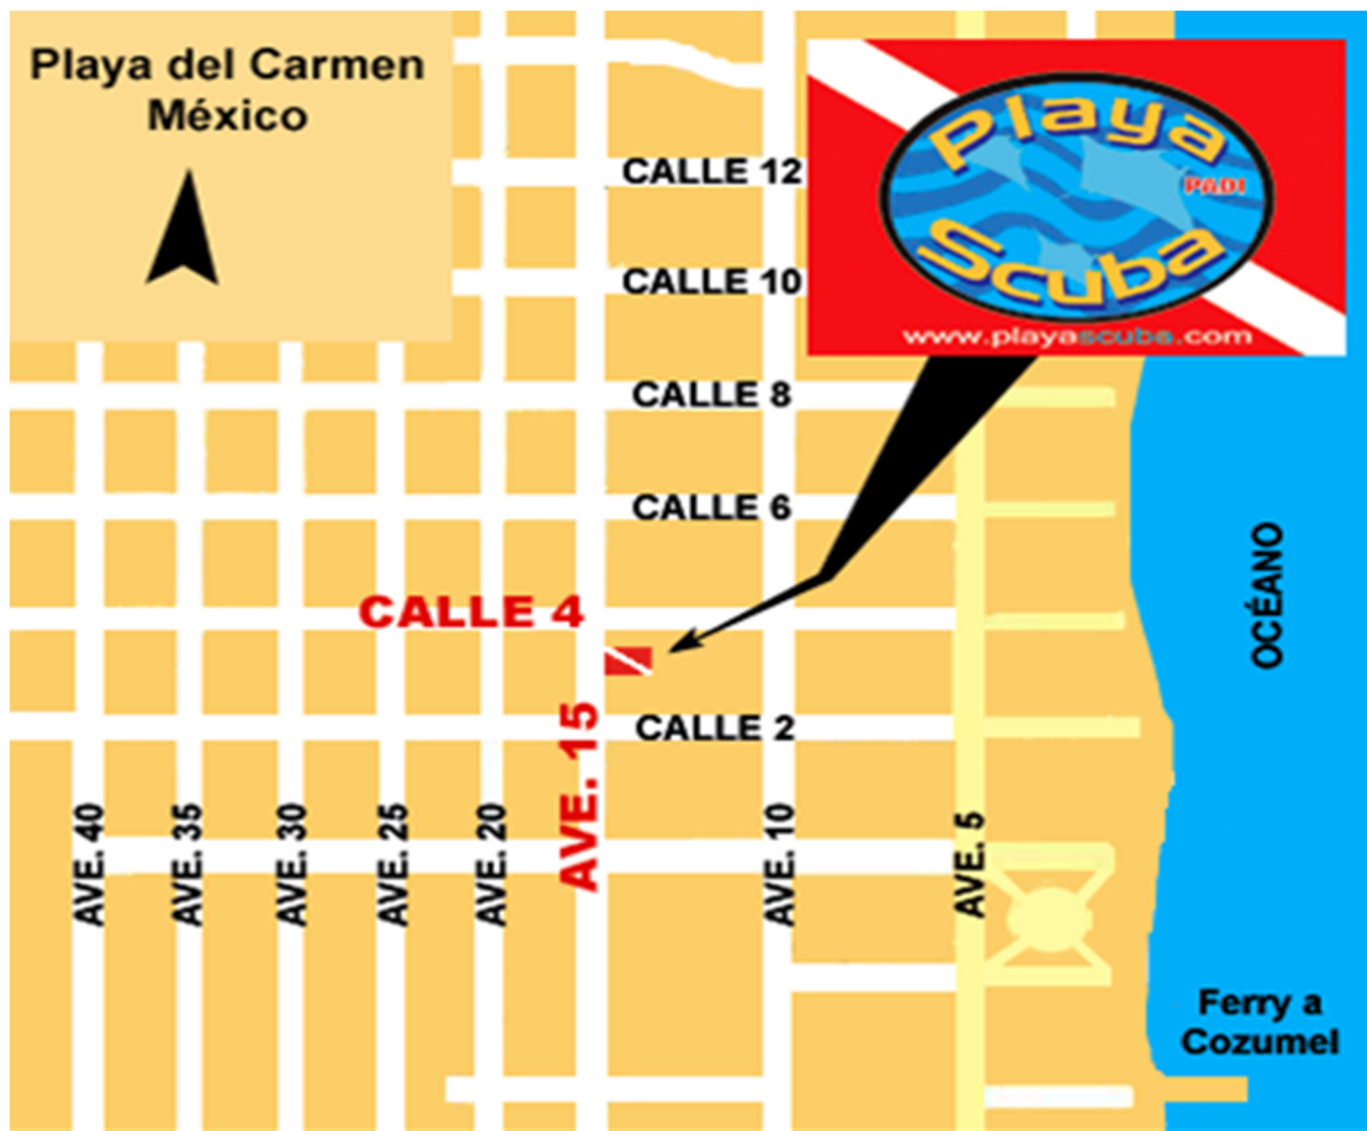 Playa del Carmen
México
CALLE 12
CALLE 10
CALLE 8
CALLE 6
CALLE 4
CALLE 2
Playa
PADI
Scuba
www.playascuba.com
OCÉANO
AVE. 40
AVE. 35
AVE. 30
AVE. 25
AVE. 20
AVE. 15
AVE. 10
AVE. 5
Ferry a
Cozumel